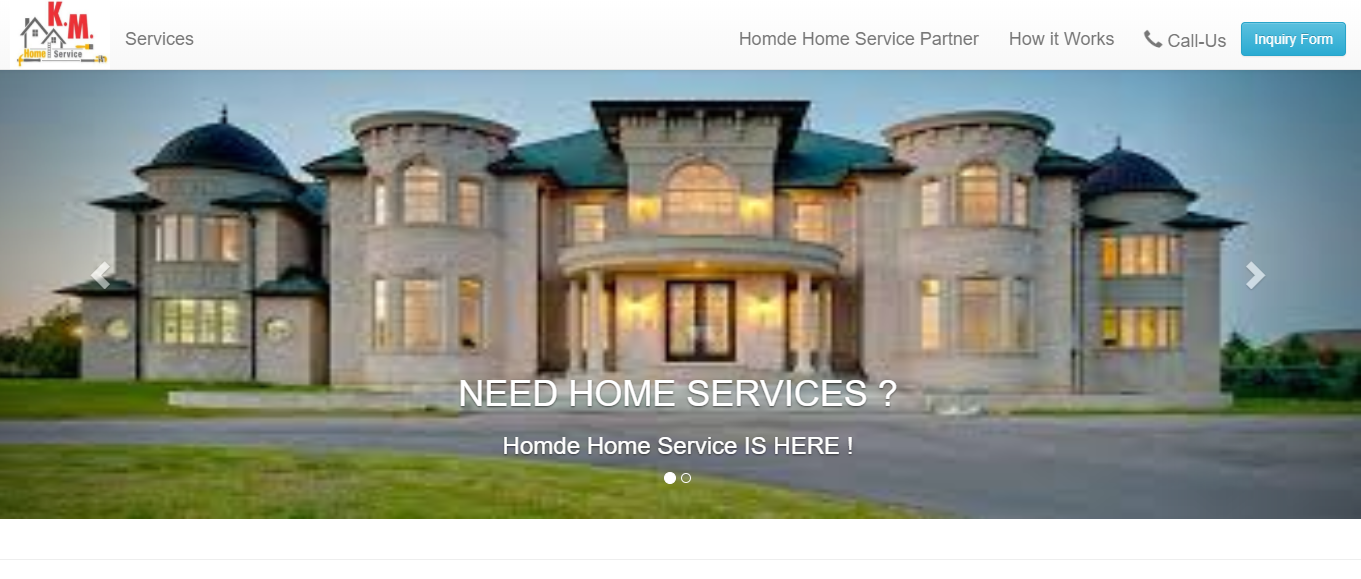 K.M.
Home Service
Services
Homde Home Service Partner
How it Works
Call-Us
Inquiry Form
NEED HOME SERVICES ?
Homde Home Service IS HERE !